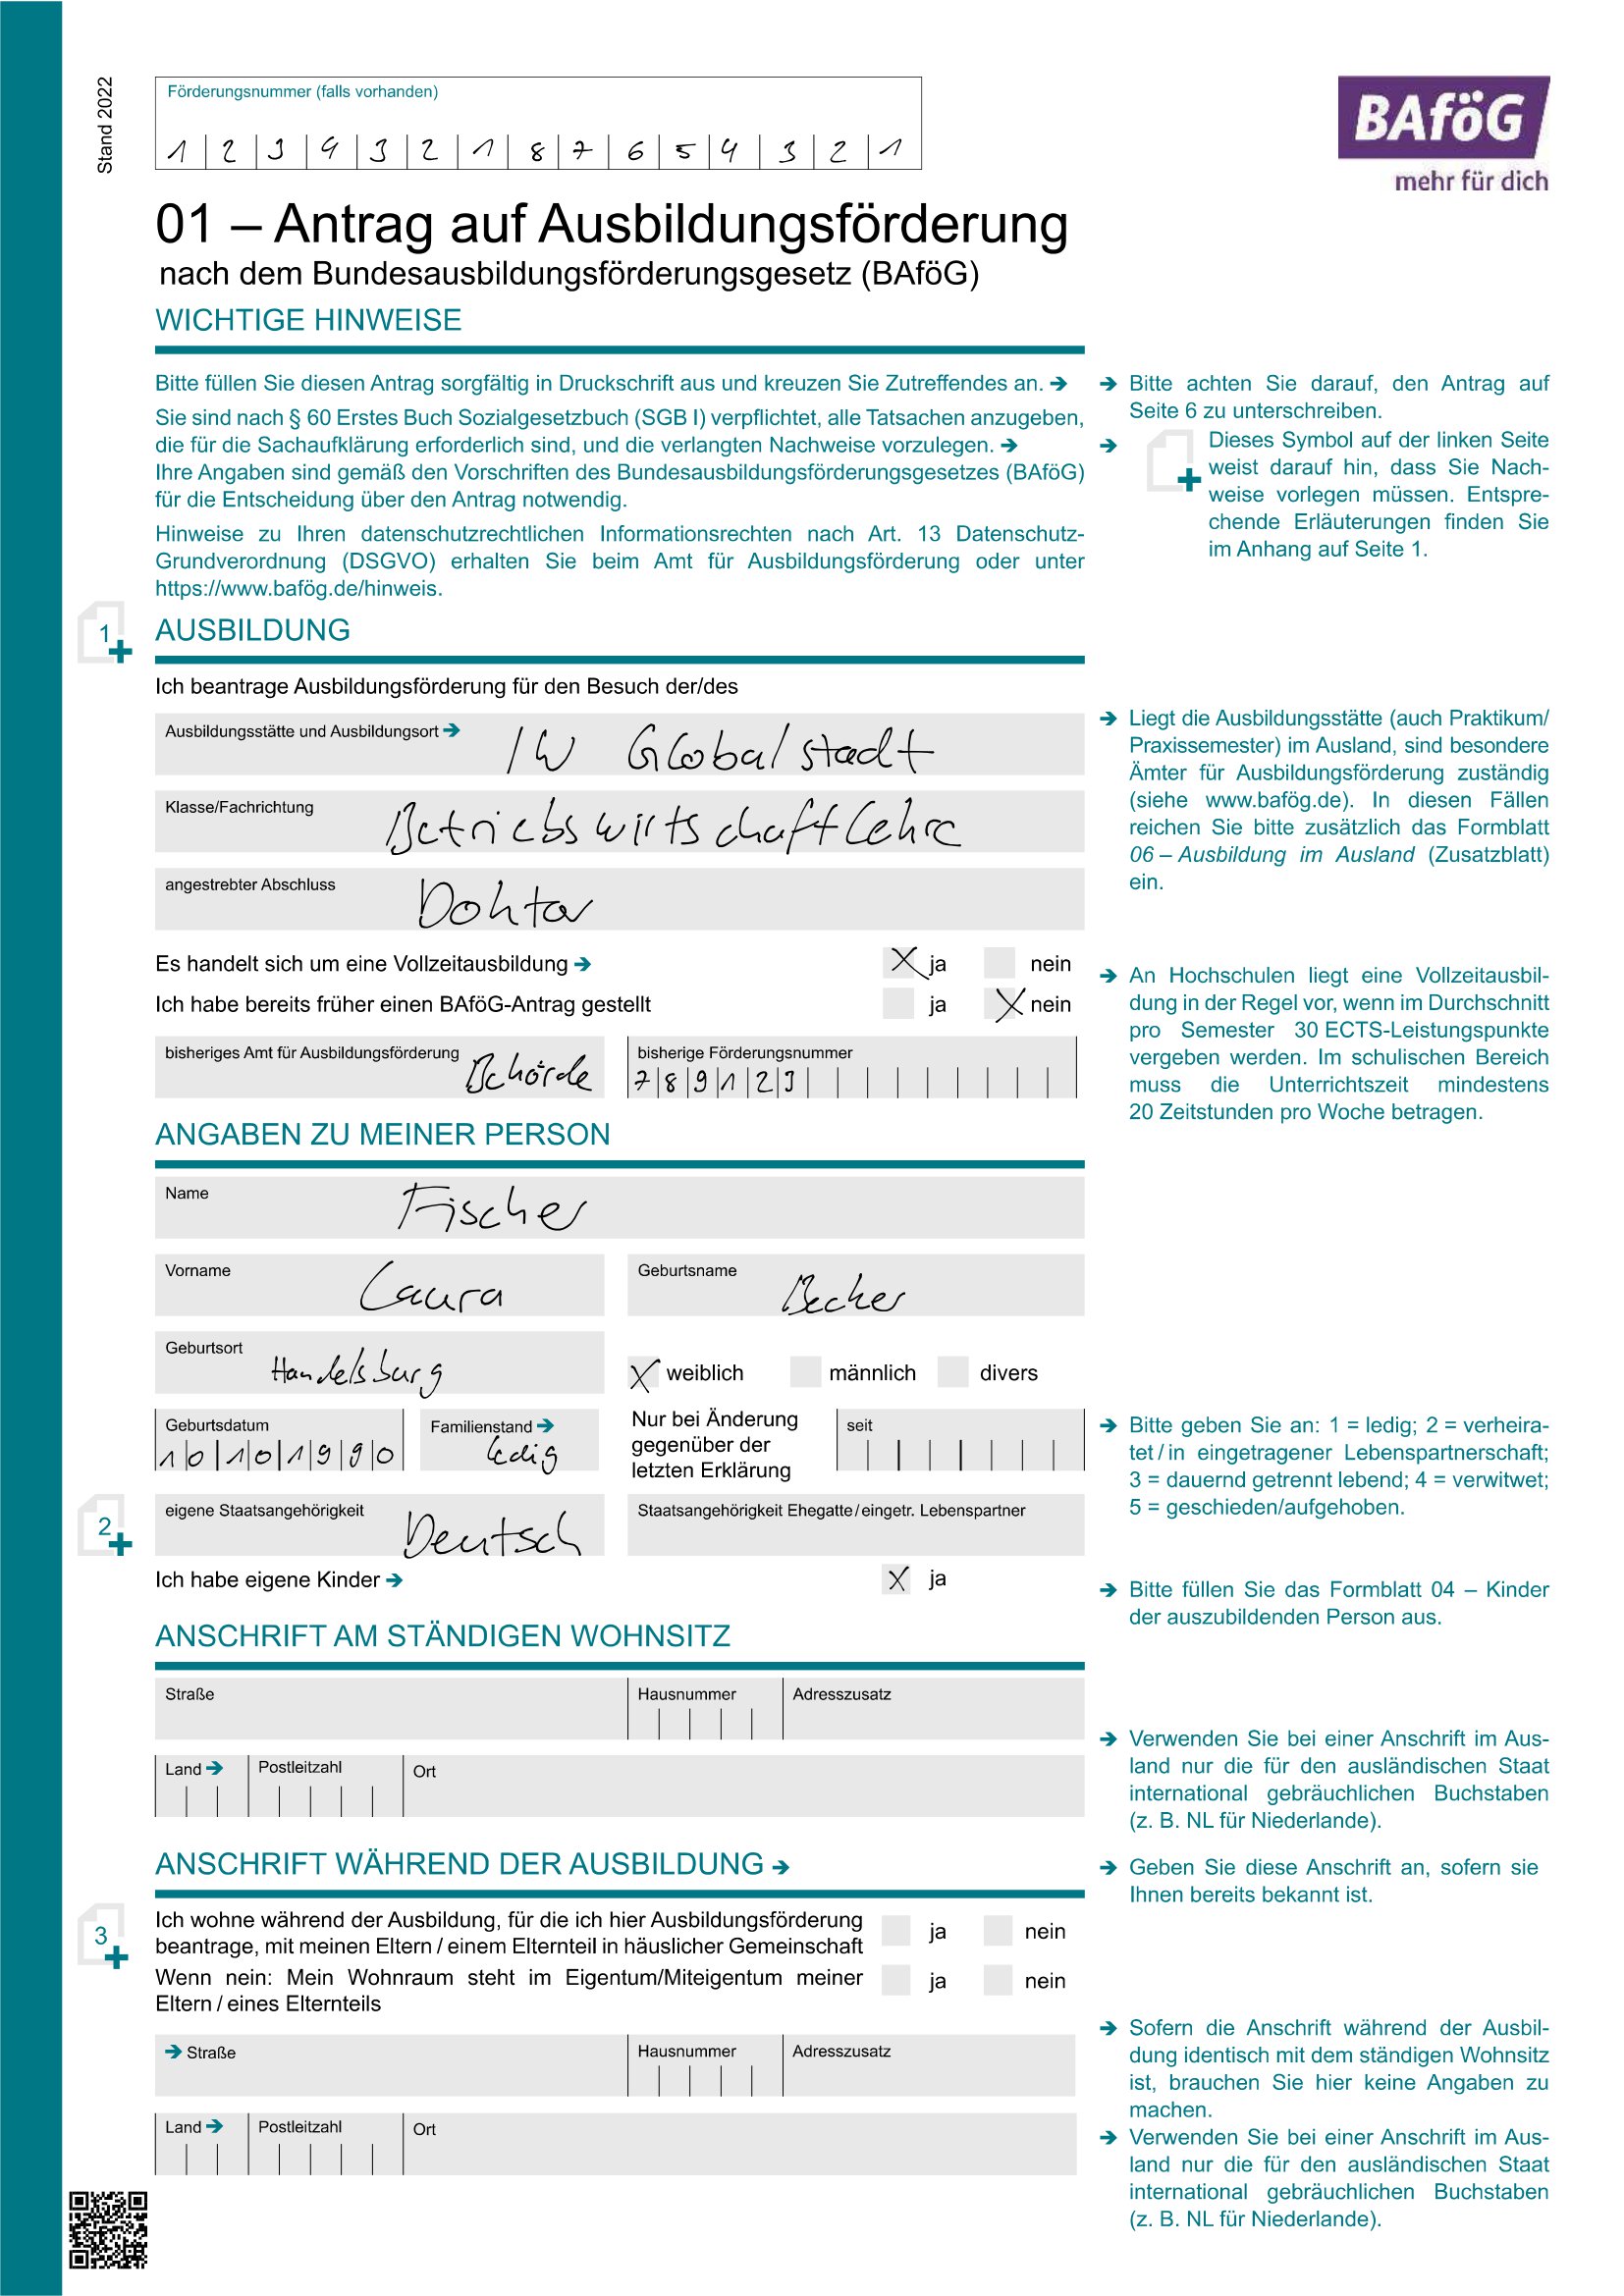 Stand 2022
Förderungsnummer (falls vorhanden)
1 2 3 4 3 2 1 8 7 6 5 4 3 2 1
BAföG
mehr für dich
01 – Antrag auf Ausbildungsförderung
nach dem Bundesausbildungsförderungsgesetz (BAföG)
WICHTIGE HINWEISE
Bitte füllen Sie diesen Antrag sorgfältig in Druckschrift aus und kreuzen Sie Zutreffendes an. →
Sie sind nach § 60 Erstes Buch Sozialgesetzbuch (SGB I) verpflichtet, alle Tatsachen anzugeben,
die für die Sachaufklärung erforderlich sind, und die verlangten Nachweise vorzulegen. →
Ihre Angaben sind gemäß den Vorschriften des Bundesausbildungsförderungsgesetzes (BAföG)
für die Entscheidung über den Antrag notwendig.
Hinweise zu Ihren datenschutzrechtlichen Informationsrechten nach Art. 13 Datenschutz-
Grundverordnung (DSGVO) erhalten Sie beim Amt für Ausbildungsförderung oder unter
https://www.bafög.de/hinweis.
→ Bitte achten Sie darauf, den Antrag auf
Seite 6 zu unterschreiben.
→ Dieses Symbol auf der linken Seite
weist darauf hin, dass Sie Nach-
weise vorlegen müssen. Entspre-
chende Erläuterungen finden Sie
im Anhang auf Seite 1.
1
AUSBILDUNG
Ich beantrage Ausbildungsförderung für den Besuch der/des
Ausbildungsstätte und Ausbildungsort → IW Globalstadt
Klasse/Fachrichtung Betriebswirtschaftlehre
angestrebter Abschluss Doktor
→ Liegt die Ausbildungsstätte (auch Praktikum/
Praxissemester) im Ausland, sind besondere
Ämter für Ausbildungsförderung zuständig
(siehe www.bafög.de). In diesen Fällen
reichen Sie bitte zusätzlich das Formblatt
06 – Ausbildung im Ausland (Zusatzblatt)
ein.
Es handelt sich um eine Vollzeitausbildung → X ja nein
Ich habe bereits früher einen BAföG-Antrag gestellt ja X nein
bisheriges Amt für Ausbildungsförderung Behörde
bisherige Förderungsnummer
7 8 9 1 2 3
→ An Hochschulen liegt eine Vollzeitausbil-
dung in der Regel vor, wenn im Durchschnitt
pro Semester 30 ECTS-Leistungspunkte
vergeben werden. Im schulischen Bereich
muss die Unterrichtszeit mindestens
20 Zeitstunden pro Woche betragen.
ANGABEN ZU MEINER PERSON
Name Fischer
Vorname Laura
Geburtsname Becker
Geburtsort Handelsburg
X weiblich männlich divers
Geburtsdatum
1 0 1 0 1 9 9 0
Familienstand →
ledig
Nur bei Änderung
gegenüber der
letzten Erklärung
seit
→ Bitte geben Sie an: 1 = ledig; 2 = verheira-
tet / in eingetragener Lebenspartnerschaft;
3 = dauernd getrennt lebend; 4 = verwitwet;
5 = geschieden/aufgehoben.
2
eigene Staatsangehörigkeit Deutsch
Staatsangehörigkeit Ehegatte / eingetr. Lebenspartner
Ich habe eigene Kinder → X ja
→ Bitte füllen Sie das Formblatt 04 – Kinder
der auszubildenden Person aus.
ANSCHRIFT AM STÄNDIGEN WOHNSITZ
Straße Hausnummer Adresszusatz
Land → Postleitzahl Ort
→ Verwenden Sie bei einer Anschrift im Aus-
land nur die für den ausländischen Staat
international gebräuchlichen Buchstaben
(z. B. NL für Niederlande).
ANSCHRIFT WÄHREND DER AUSBILDUNG →
→ Geben Sie diese Anschrift an, sofern sie
Ihnen bereits bekannt ist.
3
Ich wohne während der Ausbildung, für die ich hier Ausbildungsförderung
beantrage, mit meinen Eltern / einem Elternteil in häuslicher Gemeinschaft ja nein
Wenn nein: Mein Wohnraum steht im Eigentum/Miteigentum meiner
Eltern / eines Elternteils ja nein
→ Straße Hausnummer Adresszusatz
Land → Postleitzahl Ort
→ Sofern die Anschrift während der Ausbil-
dung identisch mit dem ständigen Wohnsitz
ist, brauchen Sie hier keine Angaben zu
machen.
→ Verwenden Sie bei einer Anschrift im Aus-
land nur die für den ausländischen Staat
international gebräuchlichen Buchstaben
(z. B. NL für Niederlande).